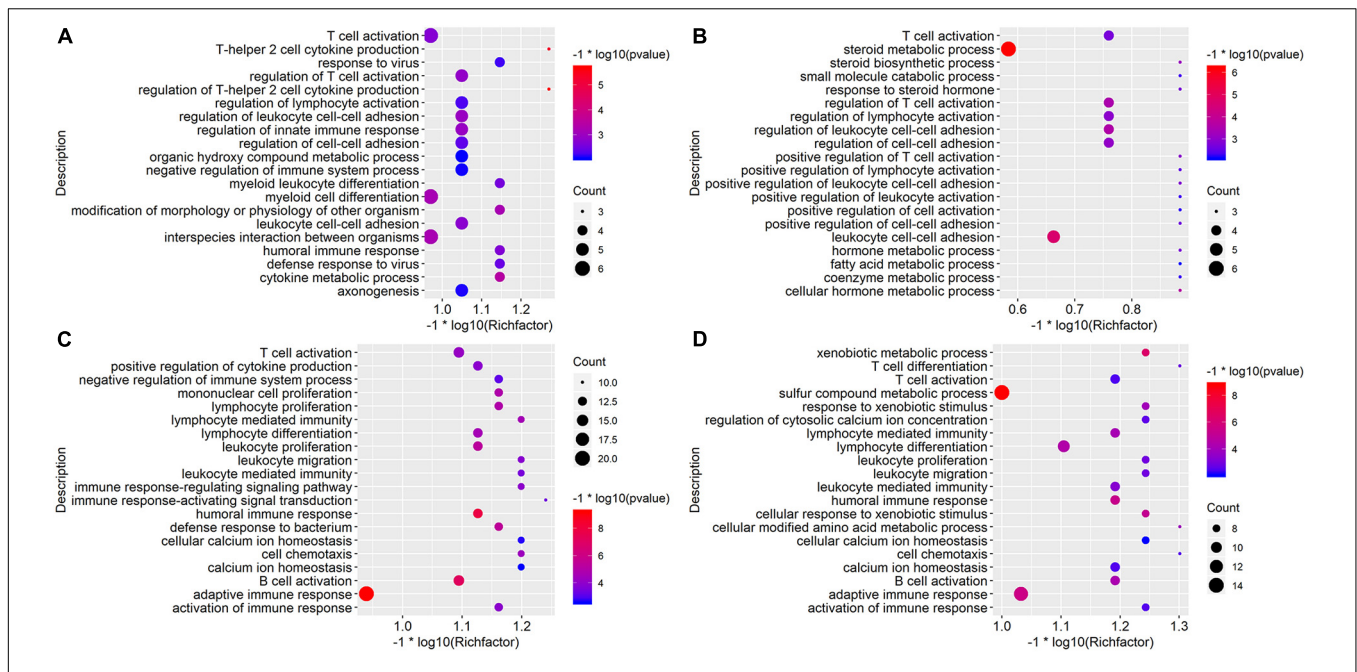 A
T cell activation
T-helper 2 cell cytokine production
response to virus
regulation of T cell activation
regulation of T-helper 2 cell cytokine production
regulation of lymphocyte activation
regulation of leukocyte cell-cell adhesion
regulation of innate immune response
regulation of cell-cell adhesion
organic hydroxy compound metabolic process
negative regulation of immune system process
myeloid leukocyte differentiation
myeloid cell differentiation
modification of morphology or physiology of other organism
leukocyte cell-cell adhesion
interspecies interaction between organisms
humoral immune response
defense response to virus
cytokine metabolic process
axonogenesis
Description
1.0 1.1 1.2
-1 * log10(Richfactor)
-1 * log10(pvalue)
5
4
3
Count
3
4
5
6
B
T cell activation
steroid metabolic process
steroid biosynthetic process
small molecule catabolic process
response to steroid hormone
regulation of T cell activation
regulation of lymphocyte activation
regulation of leukocyte cell-cell adhesion
regulation of cell-cell adhesion
positive regulation of T cell activation
positive regulation of lymphocyte activation
positive regulation of leukocyte cell-cell adhesion
positive regulation of leukocyte activation
positive regulation of cell activation
positive regulation of cell-cell adhesion
leukocyte cell-cell adhesion
hormone metabolic process
fatty acid metabolic process
coenzyme metabolic process
cellular hormone metabolic process
Description
0.6 0.7 0.8
-1 * log10(Richfactor)
-1 * log10(pvalue)
6
5
4
3
Count
3
4
5
6
C
T cell activation
positive regulation of cytokine production
negative regulation of immune system process
mononuclear cell proliferation
lymphocyte proliferation
lymphocyte mediated immunity
lymphocyte differentiation
leukocyte proliferation
leukocyte migration
leukocyte mediated immunity
immune response-regulating signaling pathway
immune response-activating signal transduction
humoral immune response
defense response to bacterium
cellular calcium ion homeostasis
cell chemotaxis
calcium ion homeostasis
B cell activation
adaptive immune response
activation of immune response
Description
1.0 1.1 1.2
-1 * log10(Richfactor)
Count
10.0
12.5
15.0
17.5
20.0
-1 * log10(pvalue)
8
6
4
D
xenobiotic metabolic process
T cell differentiation
T cell activation
sulfur compound metabolic process
response to xenobiotic stimulus
regulation of cytosolic calcium ion concentration
lymphocyte mediated immunity
lymphocyte differentiation
leukocyte proliferation
leukocyte migration
leukocyte mediated immunity
humoral immune response
cellular response to xenobiotic stimulus
cellular modified amino acid metabolic process
cellular calcium ion homeostasis
cell chemotaxis
calcium ion homeostasis
B cell activation
adaptive immune response
activation of immune response
Description
1.0 1.1 1.2 1.3
-1 * log10(Richfactor)
-1 * log10(pvalue)
8
6
4
Count
8
10
12
14